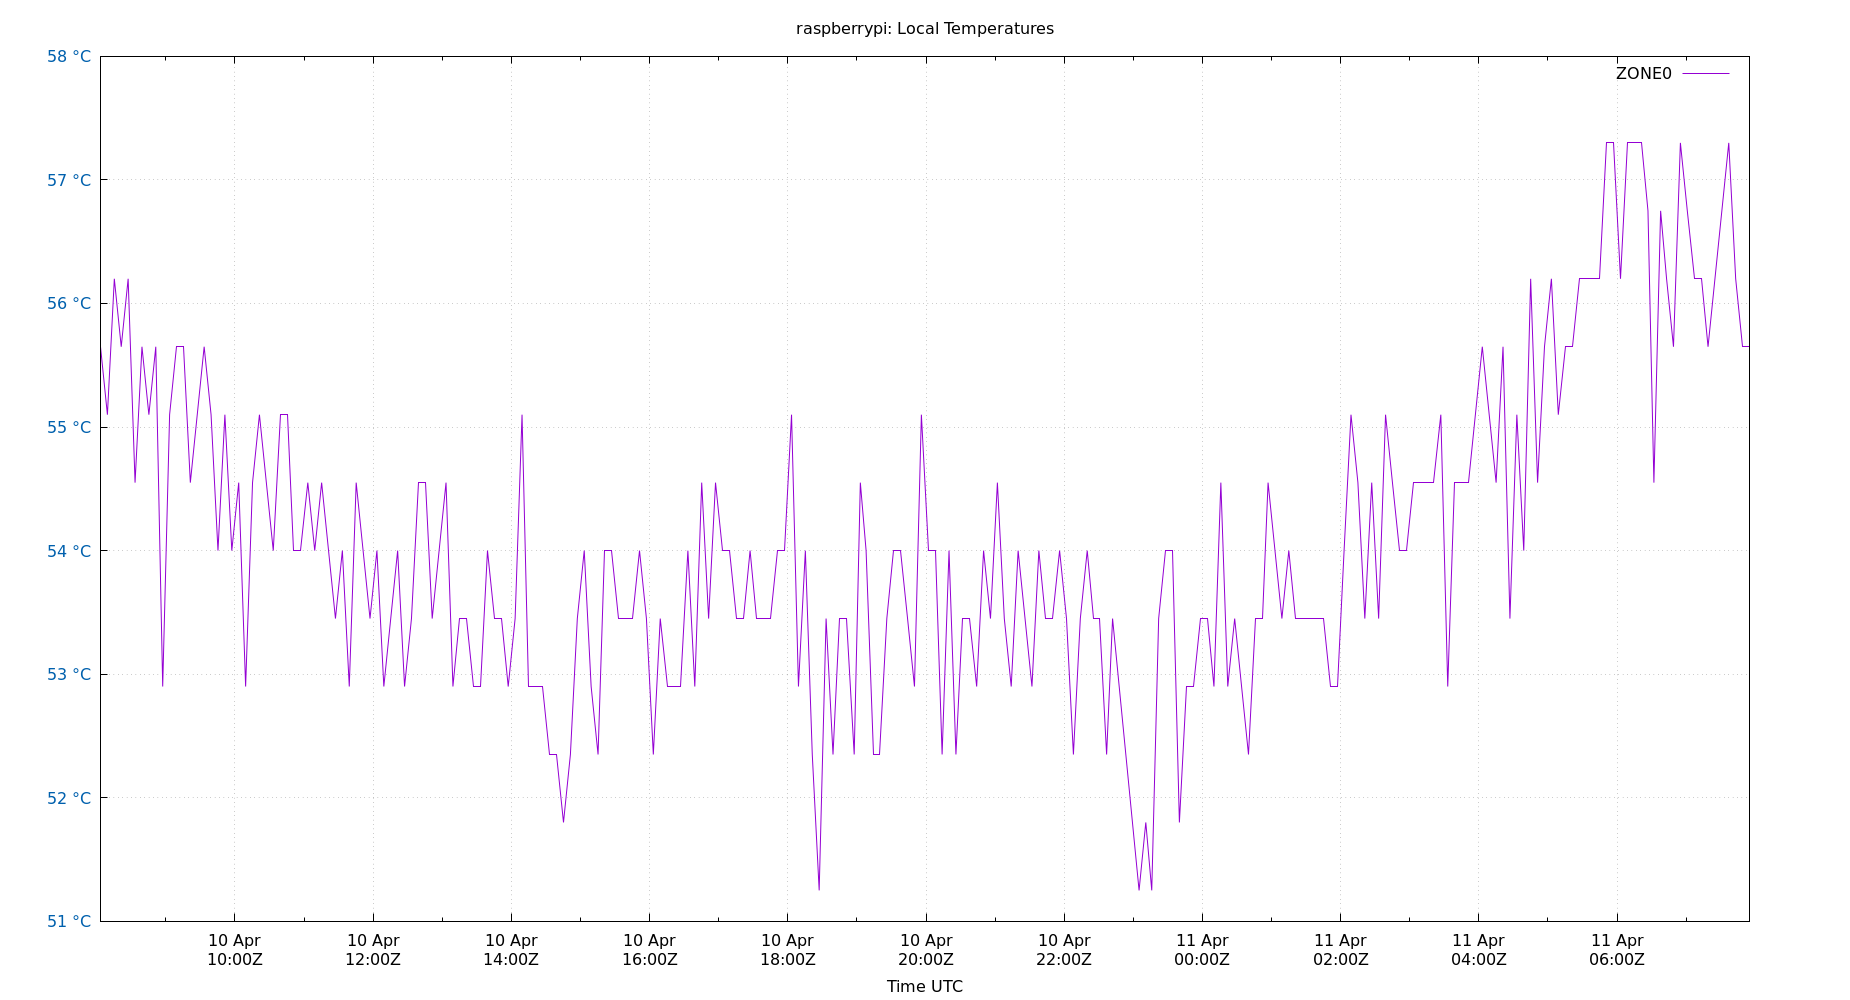 raspberrypi: Local Temperatures
58 °C
ZONE0
57 °C
56 °C
55 °C
54 °C
53 °C
52 °C
51 °C
10 Apr 10 Apr 10 Apr 10 Apr 10 Apr 10 Apr 10 Apr 11 Apr 11 Apr 11 Apr 11 Apr
10:00Z 12:00Z 14:00Z 16:00Z 18:00Z 20:00Z 22:00Z 00:00Z 02:00Z 04:00Z 06:00Z
Time UTC